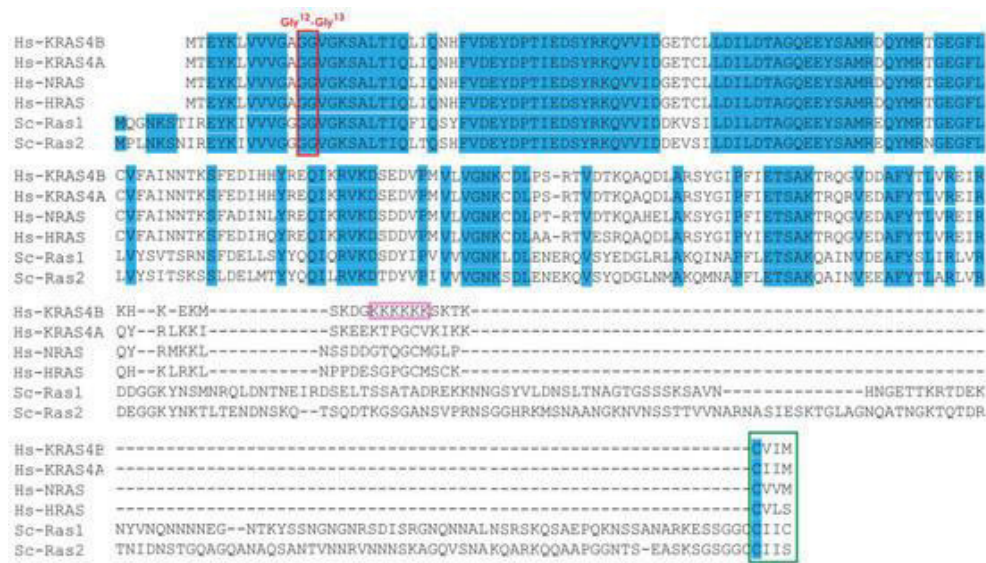 Gly12-Gly13
Hs-KRAS4B MTEYKLVVVGAGGVGKSALTIQLIQNHFVDEYDPTIEDSYRKQVVIDGETCLLDILDTAGQEEYSAMRDQYMRTGEGFL
Hs-KRAS4A MTEYKLVVVGAGGVGKSALTIQLIQNHFVDEYDPTIEDSYRKQVVIDGETCLLDILDTAGQEEYSAMRDQYMRTGEGFL
Hs-NRAS MTEYKLVVVGAGGVGKSALTIQLIQNHFVDEYDPTIEDSYRKQVVIDGETCLLDILDTAGQEEYSAMRDQYMRTGEGFL
Hs-HRAS MTEYKLVVVGAGGVGKSALTIQLIQNHFVDEYDPTIEDSYRKQVVIDGETCLLDILDTAGQEEYSAMRDQYMRTGEGFL
Sc-Ras1 MQGNKSTIREYKIVVVGGGGVGKSALTIQFIQSYFVDEYDPTIEDSYRKQVVIDDKVSILDILDTAGQEEYSAMREQYMRTGEGFL
Sc-Ras2 MPLNKSNIREYKLVVVGGGGVGKSALTIQLTQSHFVDEYDPTIEDSYRKQVVIDDEVSILDILDTAGQEEYSAMREQYMRNGEGFL
Hs-KRAS4B CVFAINNTKSFEDIHHYREQIKRVKDSEDVPMVLVGNKCDLPS-RTVDTKQAQDLARSYGIPFIETSAKTRQGVDDAFYTLVREIR
Hs-KRAS4A CVFAINNTKSFEDIHHYREQIKRVKDSEDVPMVLVGNKCDLPS-RTVDTKQAQDLARSYGIPFIETSAKTRQRVEDAFYTLVREIR
Hs-NRAS CVFAINNTKSFADINLYREQIKRVKDSDDVPMVLVGNKCDLPT-RTVDTKQAHELAKSYGIPFIETSAKTRQGVEDAFYTLVREIR
Hs-HRAS CVFAINNTKSFEDIHQYREQIKRVKDSDDVPMVLVGNKCDLAA-RTVESRQAQDLARSYGIPYIETSAKTRQGVEDAFYTLVREIR
Sc-Ras1 LVYSVTSRNSFDELLSYYQQIQRVKDSDYIPVVVVGNKLDLENERQVSYEDGLRLAKQINAPFLETSAKQAINVDEAFYSLIRLVR
Sc-Ras2 LVYSITSKSSLDELMTYYQQILRVKDTDYVPIVVVGNKSDLENEKQVSYQDGLNMAKQMNAPFLETSAKQAINVEEAFYTLARLVR
Hs-KRAS4B KH--K-EKM------------SKDGKKKKKKSKTK----------------------------------------------------
Hs-KRAS4A QY--RLKKI------------SKEEKTPGCVKIKK----------------------------------------------------
Hs-NRAS QY--RMKKL-----------NSSDDGTQGCMGLP-----------------------------------------------------
Hs-HRAS QH--KLRKL-----------NPPDESGPGCMSCK-----------------------------------------------------
Sc-Ras1 DDGGKYNSMNRQLDNTNEIRDSELTSSATADREKKNNGSYVLDNSLTNAGTGSSSKSAVN--------------HNGETTKRTDEK
Sc-Ras2 DEGGKYNKTLTENDNSKQ--TSQDTKGSGANSVPRNSGGHRKMSNAANGKNVNSSTTVVNARNASIESKTGLAGNQATNGKTQTDR
Hs-KRAS4B ----------------------------------------------------------------CVIM
Hs-KRAS4A ----------------------------------------------------------------CIIM
Hs-NRAS ----------------------------------------------------------------CVVM
Hs-HRAS ----------------------------------------------------------------CVLS
Sc-Ras1 NYVNQNNNNEG--NTKYSSNGNGNRSDISRGNQNNALNSRSKQSAEPQKNSSANARKESSGGCCIIC
Sc-Ras2 TNIDNSTGQAGQANAQSANTVNNRVNNNSKAGQVSNAKQARKQQAAPGGNTS-EASKSGSGGCCIIS